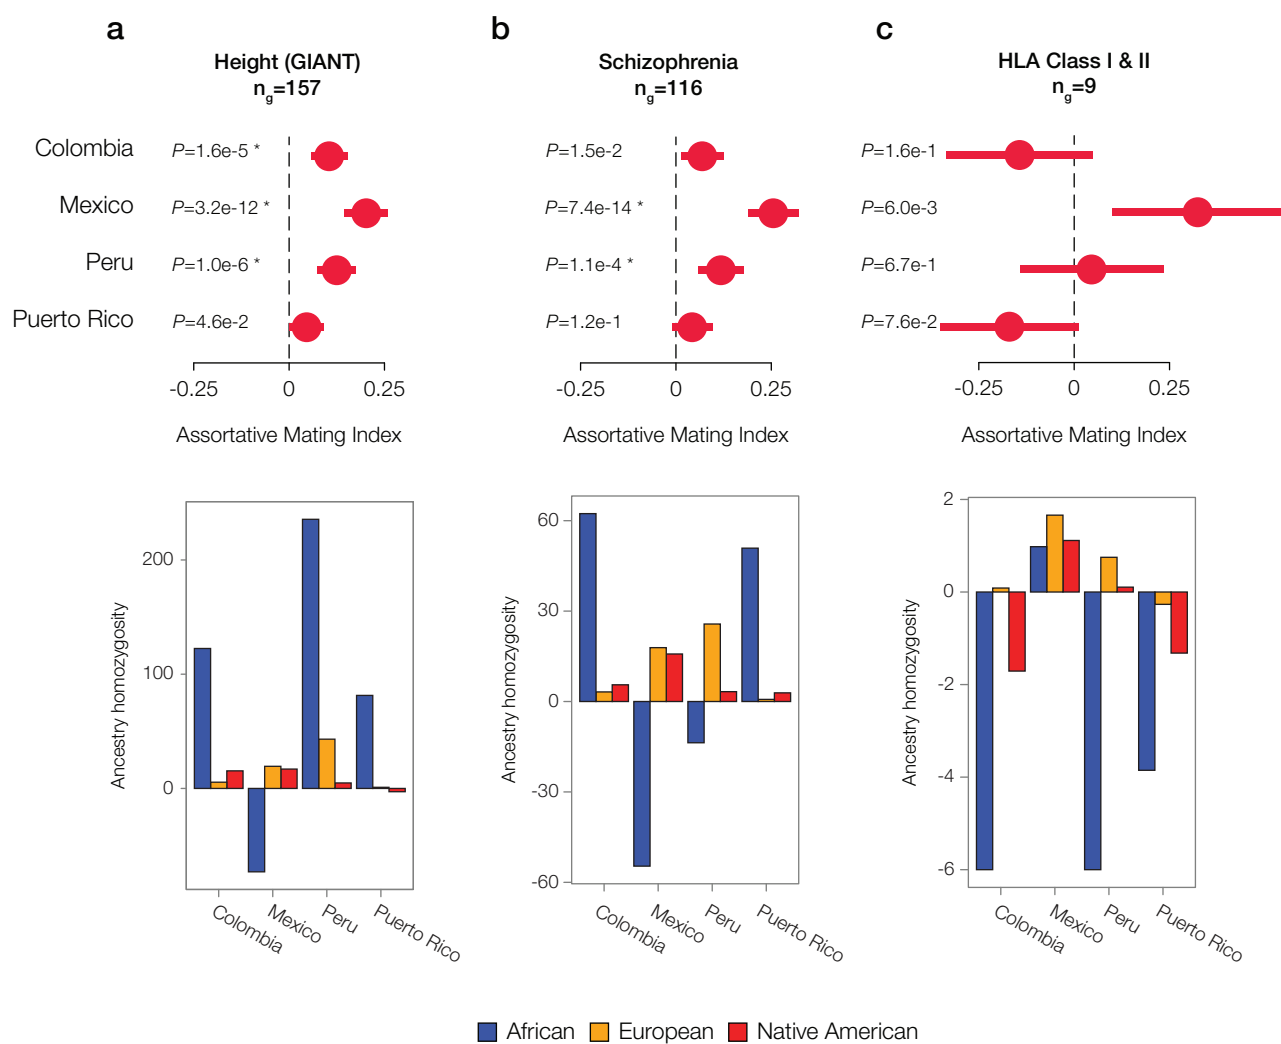 a
b
c
Height (GIANT)
ng=157
Schizophrenia
ng=116
HLA Class I & II
ng=9
Colombia
P=1.6e-5 *
P=1.5e-2
P=1.6e-1
Mexico
P=3.2e-12 *
P=7.4e-14 *
P=6.0e-3
Peru
P=1.0e-6 *
P=1.1e-4 *
P=6.7e-1
Puerto Rico
P=4.6e-2
P=1.2e-1
P=7.6e-2
-0.25 0 0.25
-0.25 0 0.25
-0.25 0 0.25
Assortative Mating Index
Assortative Mating Index
Assortative Mating Index
Ancestry homozygosity
200
100
0
Colombia
Mexico
Peru
Puerto Rico
Ancestry homozygosity
60
30
0
-30
-60
Colombia
Mexico
Peru
Puerto Rico
Ancestry homozygosity
2
0
-2
-4
-6
Colombia
Mexico
Peru
Puerto Rico
African European Native American